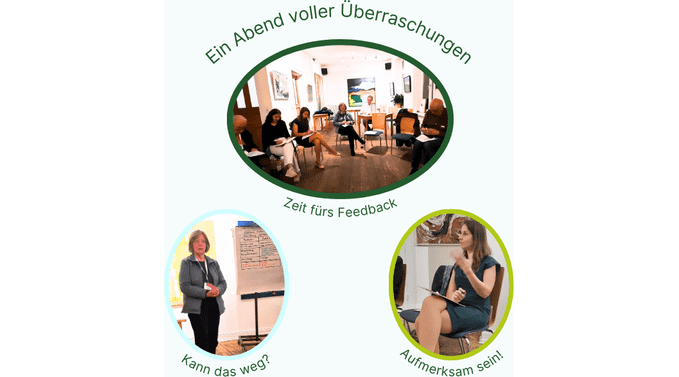 Ein Abend voller Überraschungen
Zeit fürs Feedback
Kann das weg?
Aufmerksam sein!